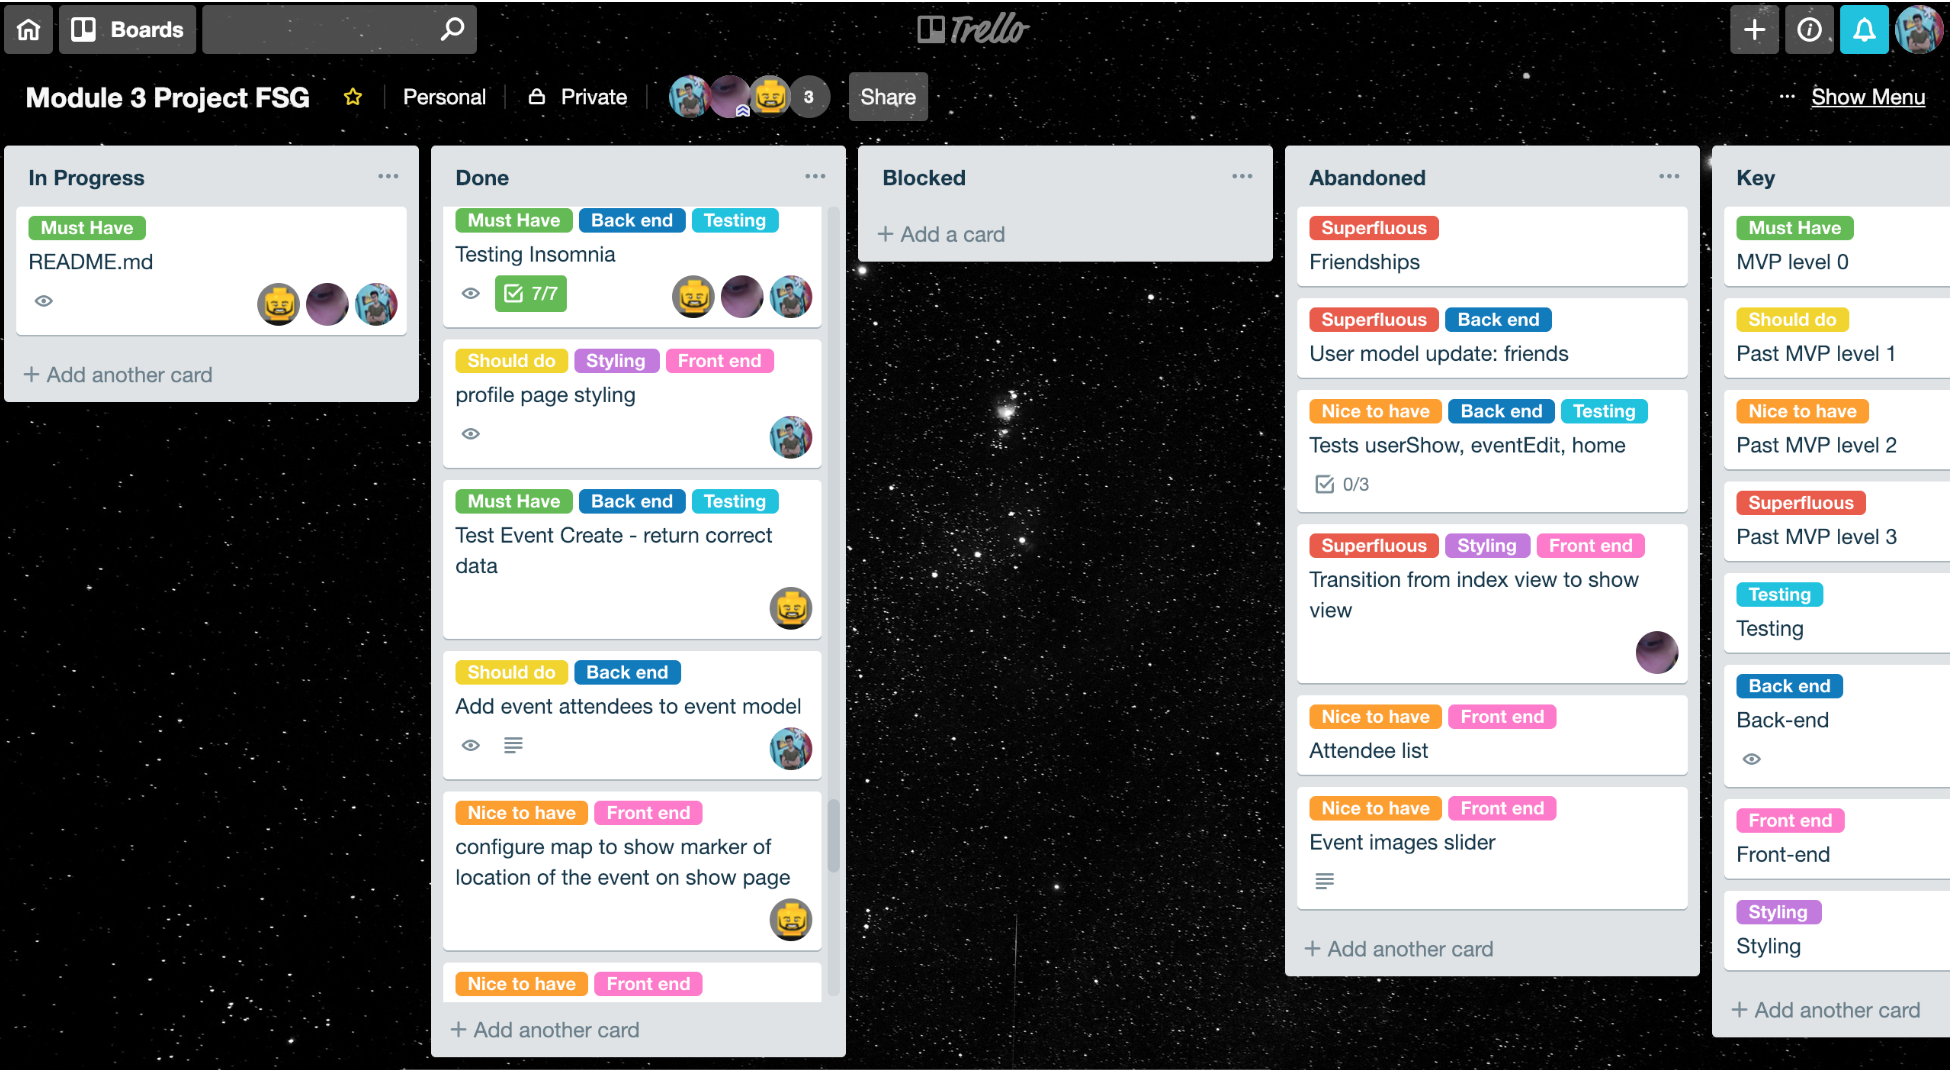 Boards
Trello
Module 3 Project FSG
Personal
Private
3
Share
... Show Menu
In Progress
Must Have
README.md
+ Add another card
Done
Must Have Back end Testing
Testing Insomnia
7/7
Should do Styling Front end
profile page styling
Must Have Back end Testing
Test Event Create - return correct
data
Should do Back end
Add event attendees to event model
Nice to have Front end
configure map to show marker of
location of the event on show page
Nice to have Front end
+ Add another card
Blocked
+ Add a card
Abandoned
Superfluous
Friendships
Superfluous Back end
User model update: friends
Nice to have Back end Testing
Tests userShow, eventEdit, home
0/3
Superfluous Styling Front end
Transition from index view to show
view
Nice to have Front end
Attendee list
Nice to have Front end
Event images slider
+ Add another card
Key
Must Have
MVP level 0
Should do
Past MVP level 1
Nice to have
Past MVP level 2
Superfluous
Past MVP level 3
Testing
Testing
Back end
Back-end
Front end
Front-end
Styling
Styling
+ Add another card